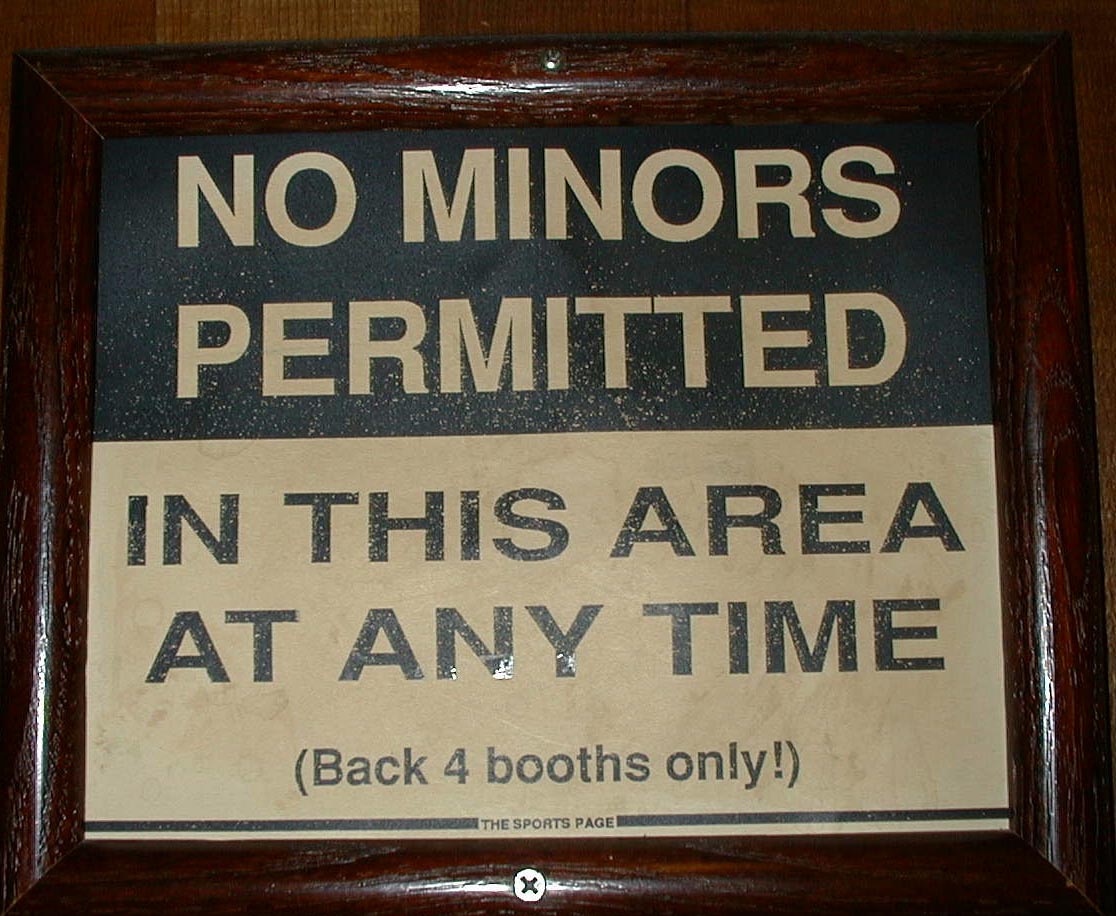 NO MINORS
PERMITTED
IN THIS AREA
AT ANY TIME
(Back 4 booths only!)
THE SPORTS PAGE